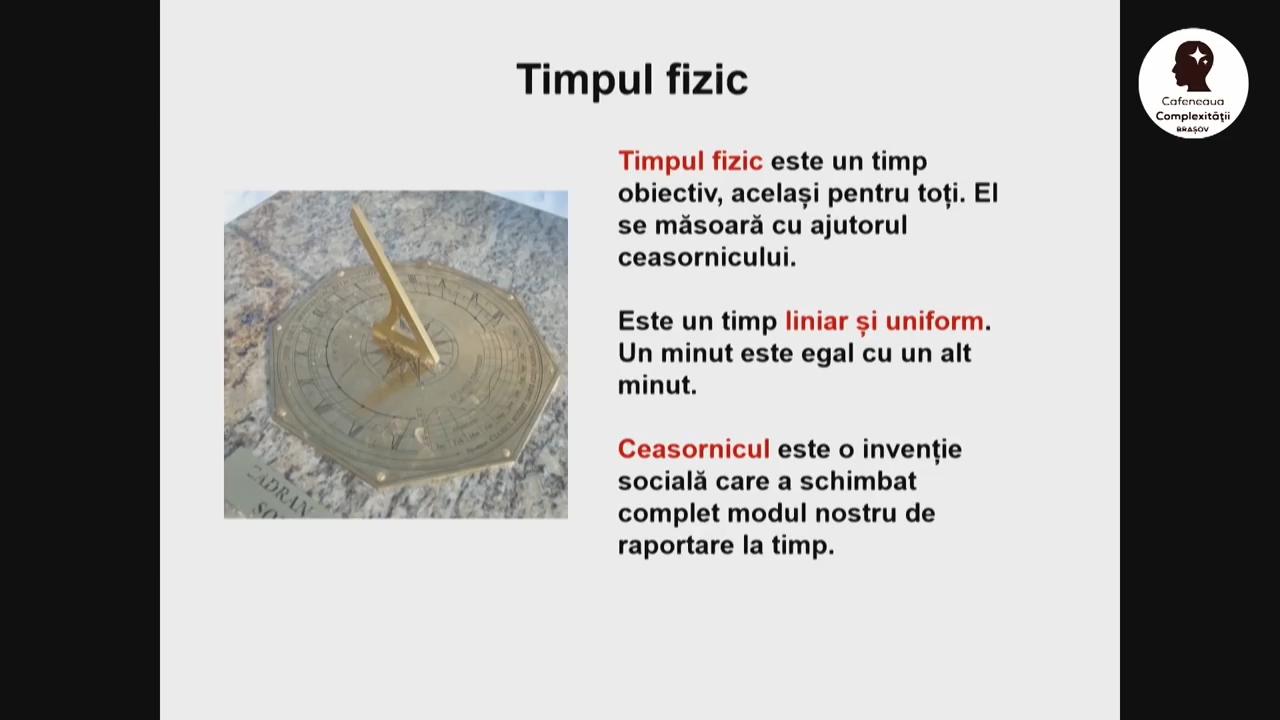 Timpul fizic
Cafeneaua
Complexității
BRAȘOV
Timpul fizic este un timp
obiectiv, același pentru toți. El
se măsoară cu ajutorul
ceasornicului.
Este un timp liniar și uniform.
Un minut este egal cu un alt
minut.
Ceasornicul este o invenție
socială care a schimbat
complet modul nostru de
raportare la timp.